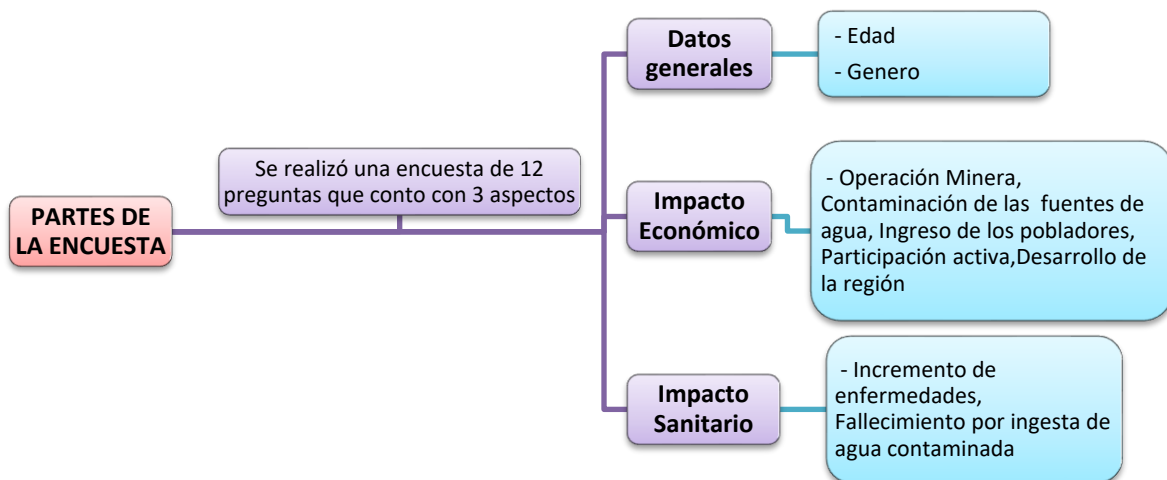 PARTES DE
LA ENCUESTA
Se realizó una encuesta de 12
preguntas que conto con 3 aspectos
Datos
generales
- Edad
- Genero
Impacto
Económico
- Operación Minera,
Contaminación de las  fuentes de
agua, Ingreso de los pobladores,
Participación activa,Desarrollo de
la región
Impacto
Sanitario
- Incremento de
enfermedades,
Fallecimiento por ingesta de
agua contaminada